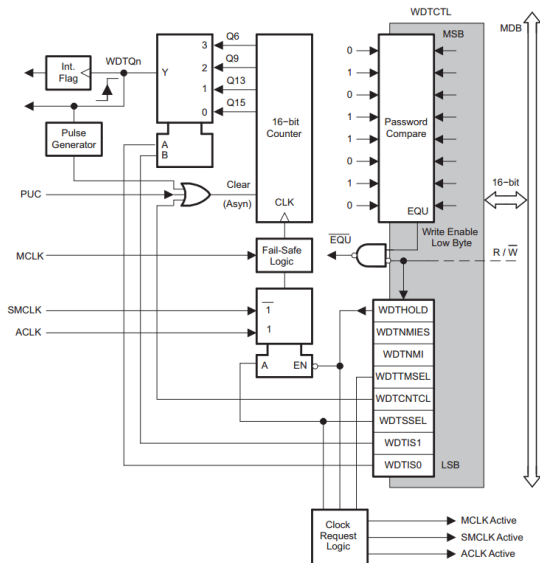 WDTCTL
MSB
MDB
Int.
Flag
WDTQn
Y
3
Q6
2
Q9
1
Q13
0
Q15
16−bit
Counter
CLK
A
B
Pulse
Generator
PUC
Clear
(Asyn)
0
1
0
1
1
0
1
0
Password
Compare
EQU
16−bit
Write Enable
Low Byte
EQU
R / W
MCLK
Fail-Safe
Logic
SMCLK
1
ACLK
1
A
EN
WDTHOLD
WDTNMIES
WDTNMI
WDTTMSEL
WDTCNTCL
WDTSSEL
WDTIS1
WDTIS0
LSB
Clock
Request
Logic
MCLK Active
SMCLK Active
ACLK Active